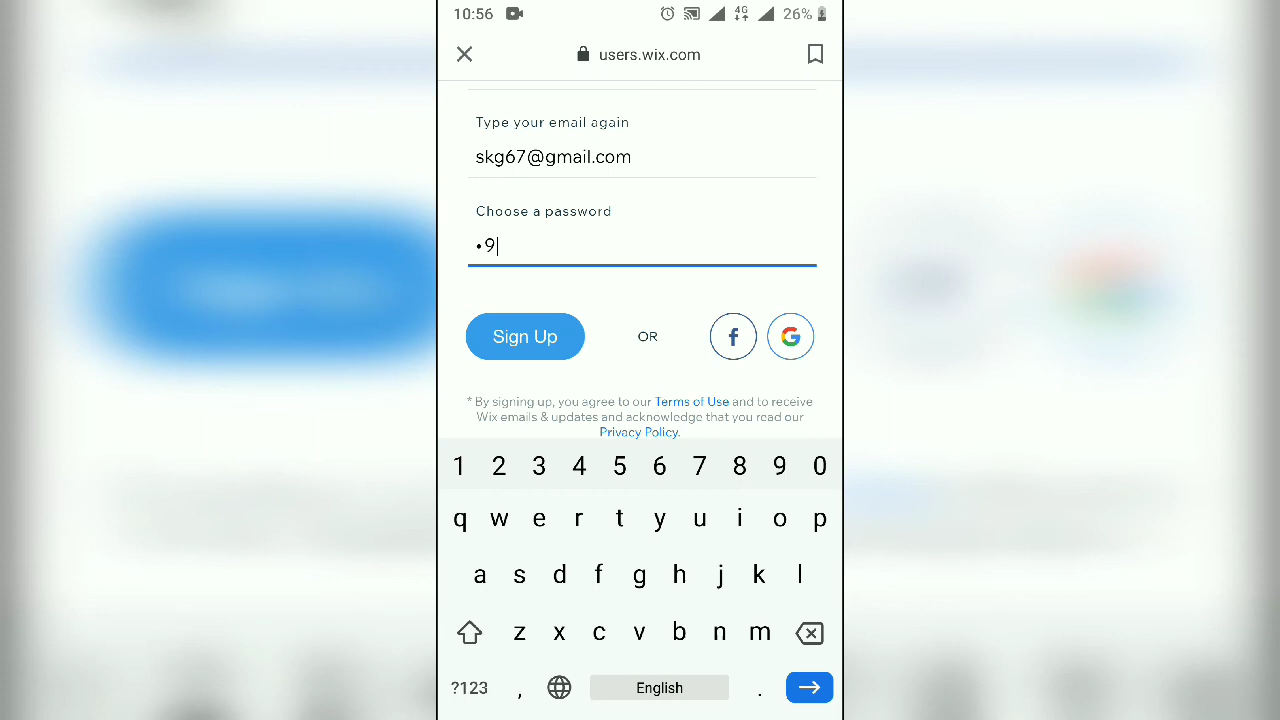 10:56 4G 26%
users.wix.com
Type your email again
skg67@gmail.com
Choose a password
•9
Sign Up OR f G
* By signing up, you agree to our Terms of Use and to receive
Wix emails & updates and acknowledge that you read our
Privacy Policy.
1 2 3 4 5 6 7 8 9 0
q w e r t y u i o p
a s d f g h j k l
z x c v b n m
?123 , English .